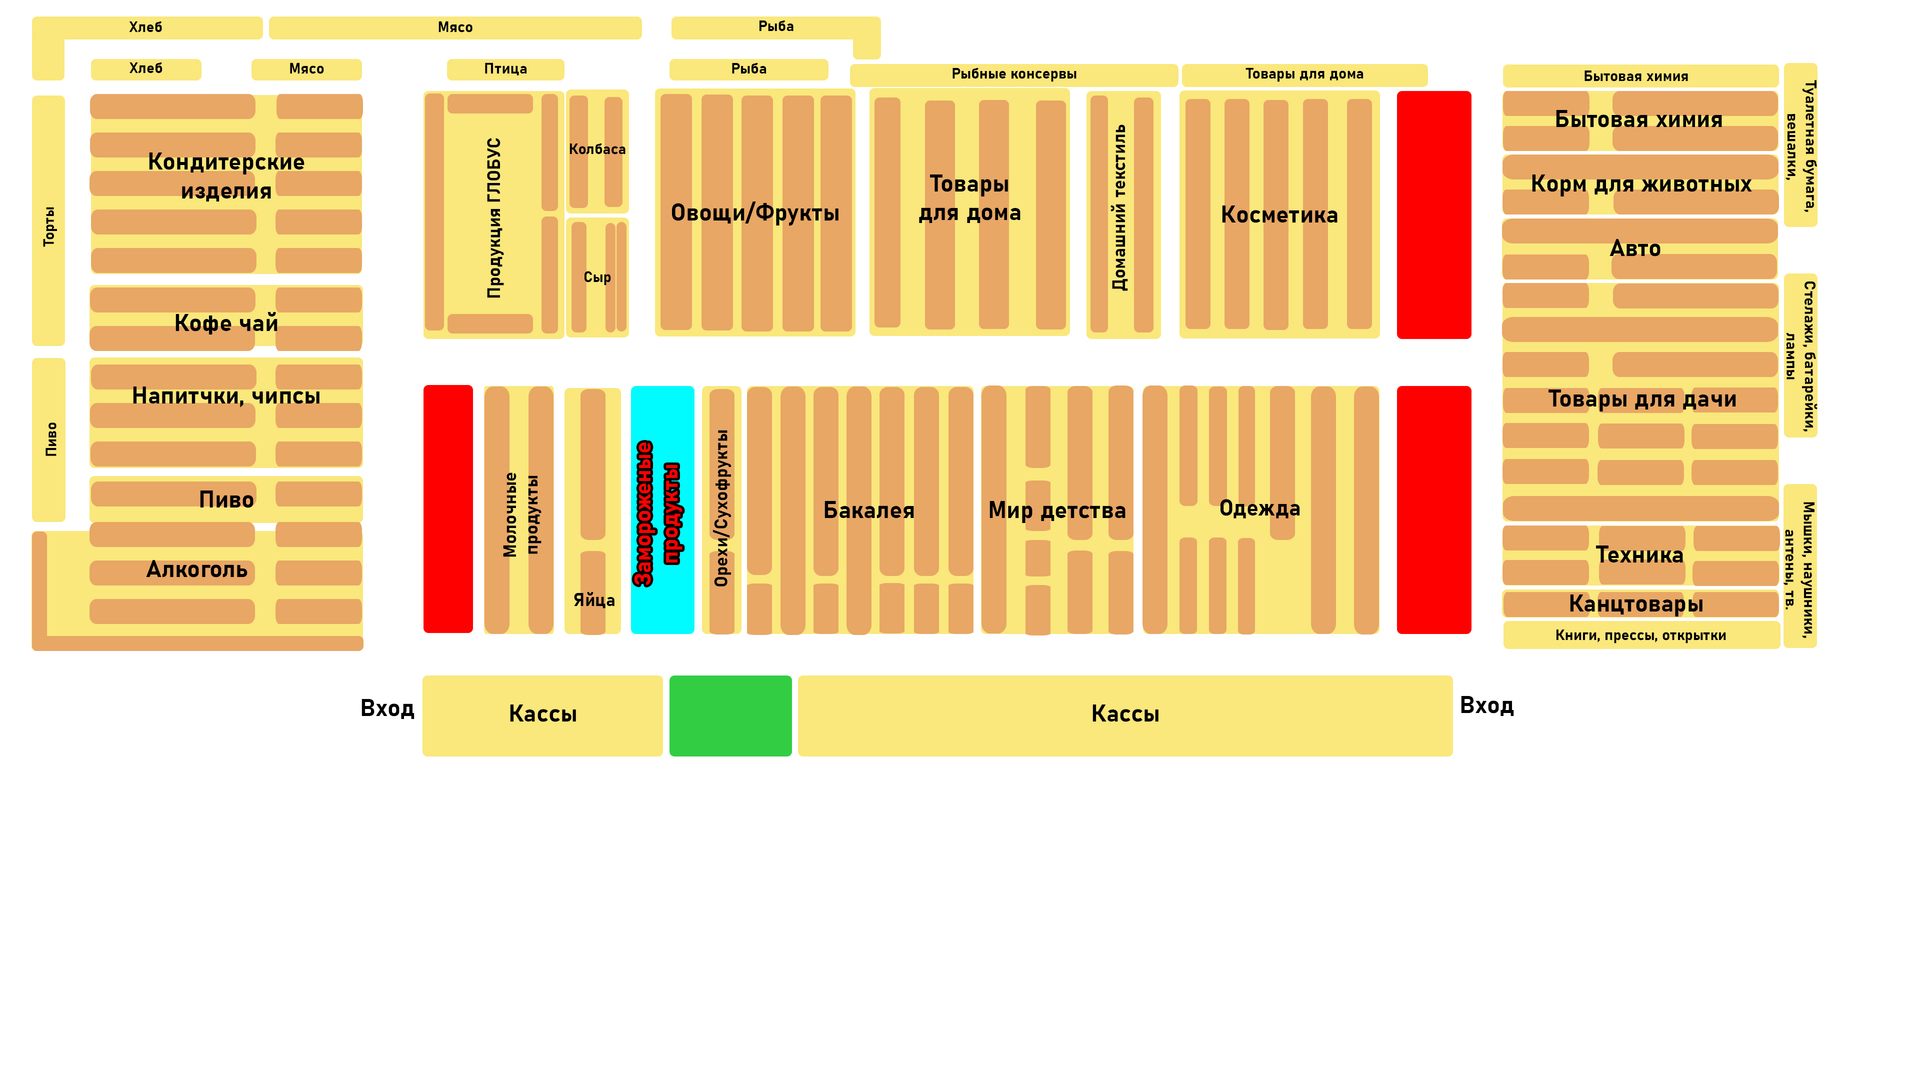 Хлеб
Мясо
Рыба
Хлеб
Мясо
Птица
Рыба
Рыбные консервы
Товары для дома
Бытовая химия
Торты
Пиво
Кондитерские
изделия
Кофе чай
Напитчки, чипсы
Пиво
Алкоголь
Продукция ГЛОБУС
Колбаса
Сыр
Овощи/Фрукты
Товары
для дома
Домашний текстиль
Косметика
Бытовая химия
Корм для животных
Авто
Товары для дачи
Техника
Канцтовары
Книги, прессы, открытки
Туалетная бумага,
вешалки,
Стелажи, батарейки,
лампы
Мышки, наушники,
антены, тв.
Молочные
продукты
Яйца
Замороженые
продукты
Орехи/Сухофрукты
Бакалея
Мир детства
Одежда
Вход
Кассы
Кассы
Вход